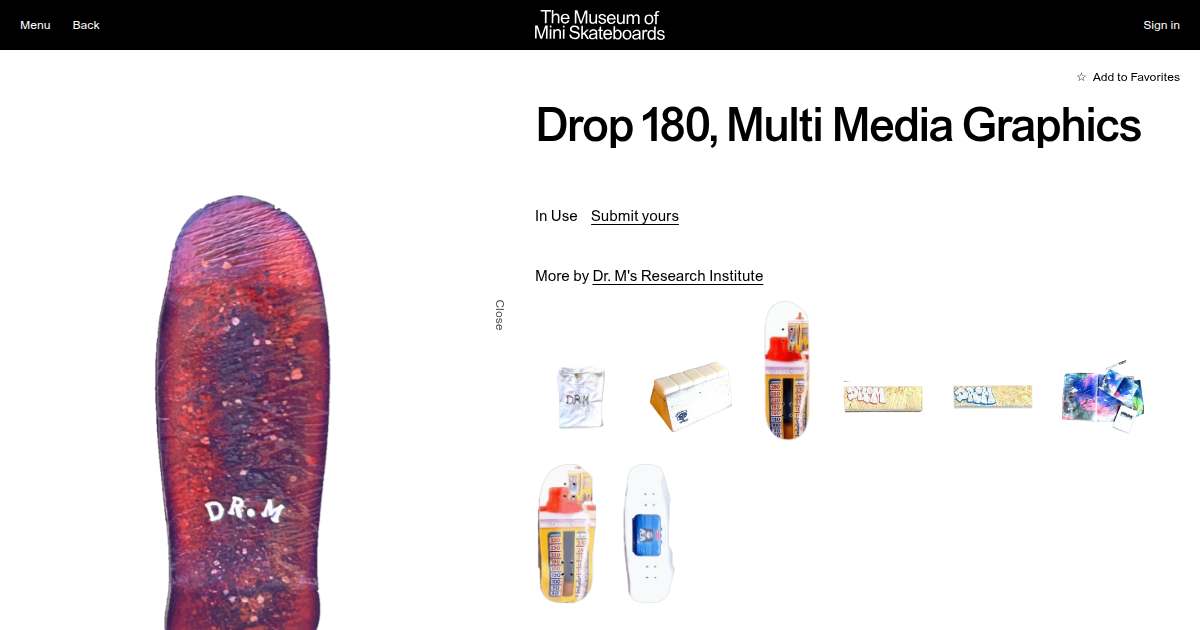 Menu
Back
The Museum of
Mini Skateboards
Sign in
☆ Add to Favorites
Drop 180, Multi Media Graphics
In Use Submit yours
More by Dr. M's Research Institute
Close
DR.M
DRM